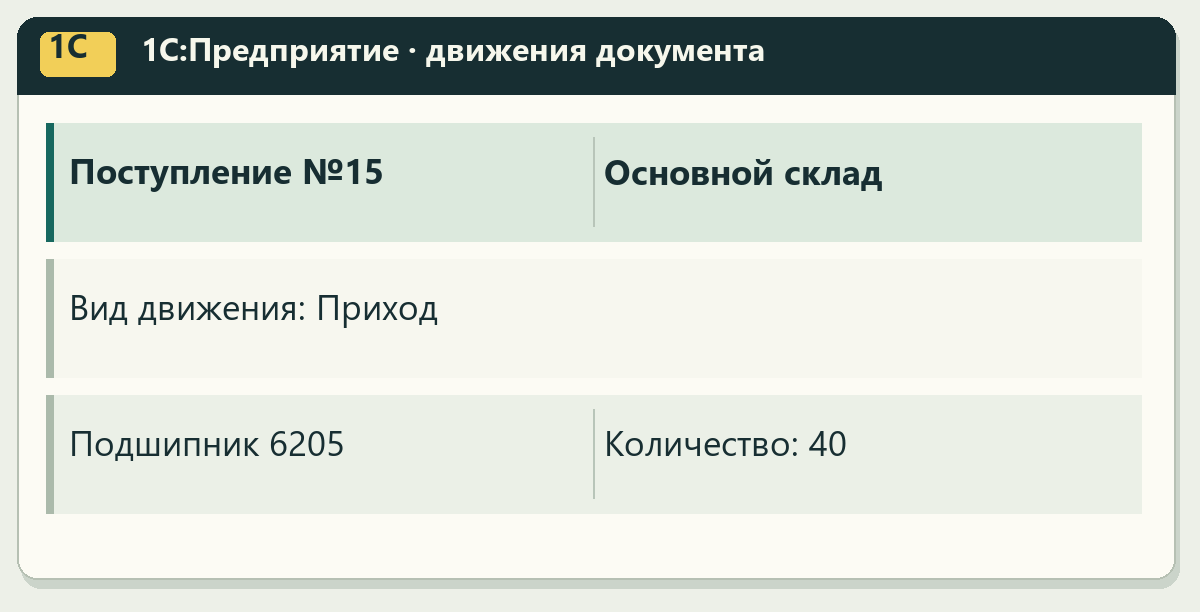 1С
1С:Предприятие · движения документа
Поступление №15
Основной склад
Вид движения: Приход
Подшипник 6205
Количество: 40